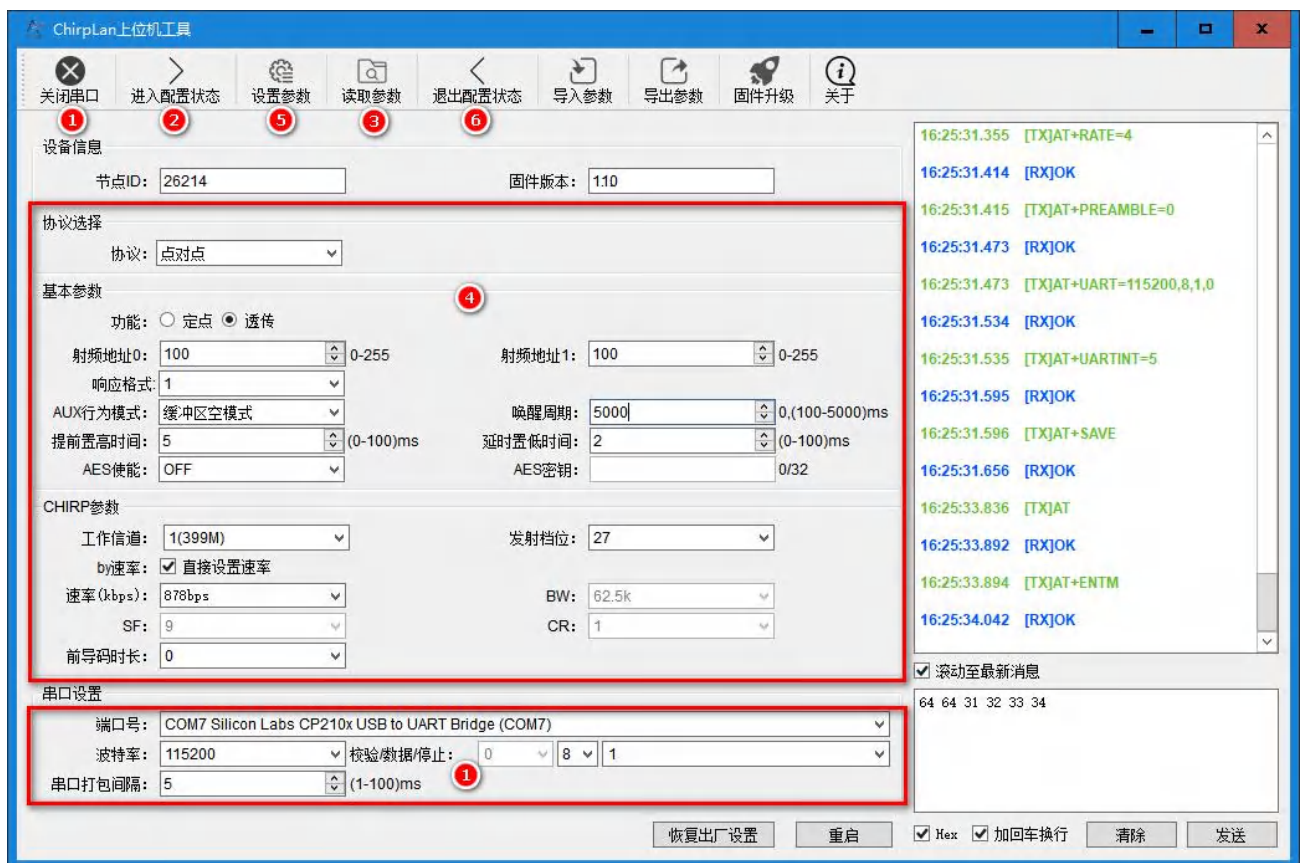 ChirpLan上位机工具
关闭串口 进入配置状态 设置参数 读取参数 退出配置状态 导入参数 导出参数 固件升级 关于
1 2 5 3 6
设备信息
节点ID: 26214 固件版本: 1.10
协议选择
协议: 点对点
基本参数
4
功能: 定点 透传
射频地址0: 100 0-255 射频地址1: 100 0-255
响应格式: 1
AUX行为模式: 缓冲区空模式 唤醒周期: 5000 0,(100-5000)ms
提前置高时间: 5 (0-100)ms 延时置低时间: 2 (0-100)ms
AES使能: OFF AES密钥: 0/32
CHIRP参数
工作信道: 1(399M) 发射档位: 27
by速率: 直接设置速率
速率(kbps): 878bps BW: 62.5k
SF: 9 CR: 1
前导码时长: 0
串口设置
端口号: COM7 Silicon Labs CP210x USB to UART Bridge (COM7)
波特率: 115200 校验/数据/停止: 0 8 1
1
串口打包间隔: 5 (1-100)ms
恢复出厂设置 重启
16:25:31.355 [TX]AT+RATE=4
16:25:31.414 [RX]OK
16:25:31.415 [TX]AT+PREAMBLE=0
16:25:31.473 [RX]OK
16:25:31.473 [TX]AT+UART=115200,8,1,0
16:25:31.534 [RX]OK
16:25:31.535 [TX]AT+UARTINT=5
16:25:31.595 [RX]OK
16:25:31.596 [TX]AT+SAVE
16:25:31.656 [RX]OK
16:25:33.836 [TX]AT
16:25:33.892 [RX]OK
16:25:33.894 [TX]AT+ENTM
16:25:34.042 [RX]OK
滚动至最新消息
64 64 31 32 33 34
Hex 加回车换行 清除 发送